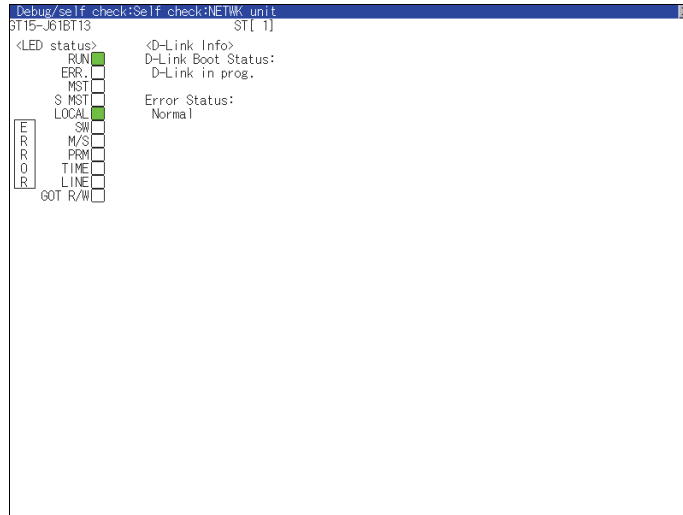 Debug/self check:Self check:NETWK unit
GT15-J61BT13 ST[ 1]
<LED status> <D-Link Info>
RUN D-Link Boot Status:
ERR. D-Link in prog.
MST
S MST Error Status:
LOCAL Normal
E SW
R M/S
R PRM
O TIME
R LINE
GOT R/W